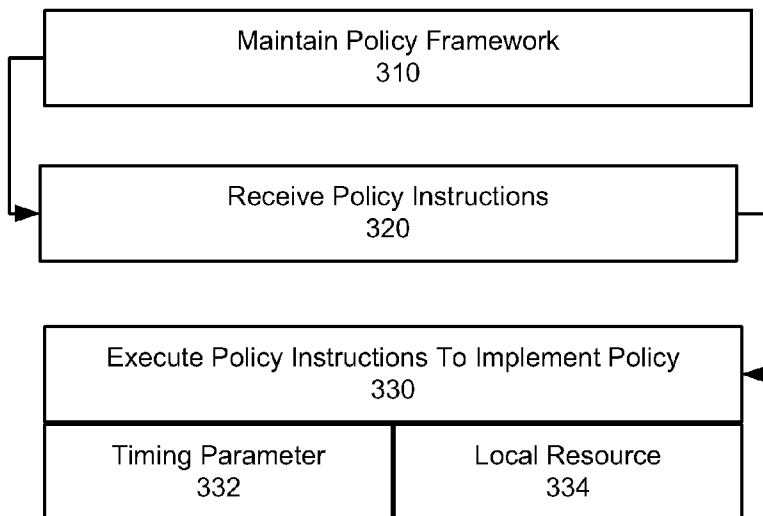 Maintain Policy Framework
310
Receive Policy Instructions
320
Execute Policy Instructions To Implement Policy
330
Timing Parameter
332
Local Resource
334